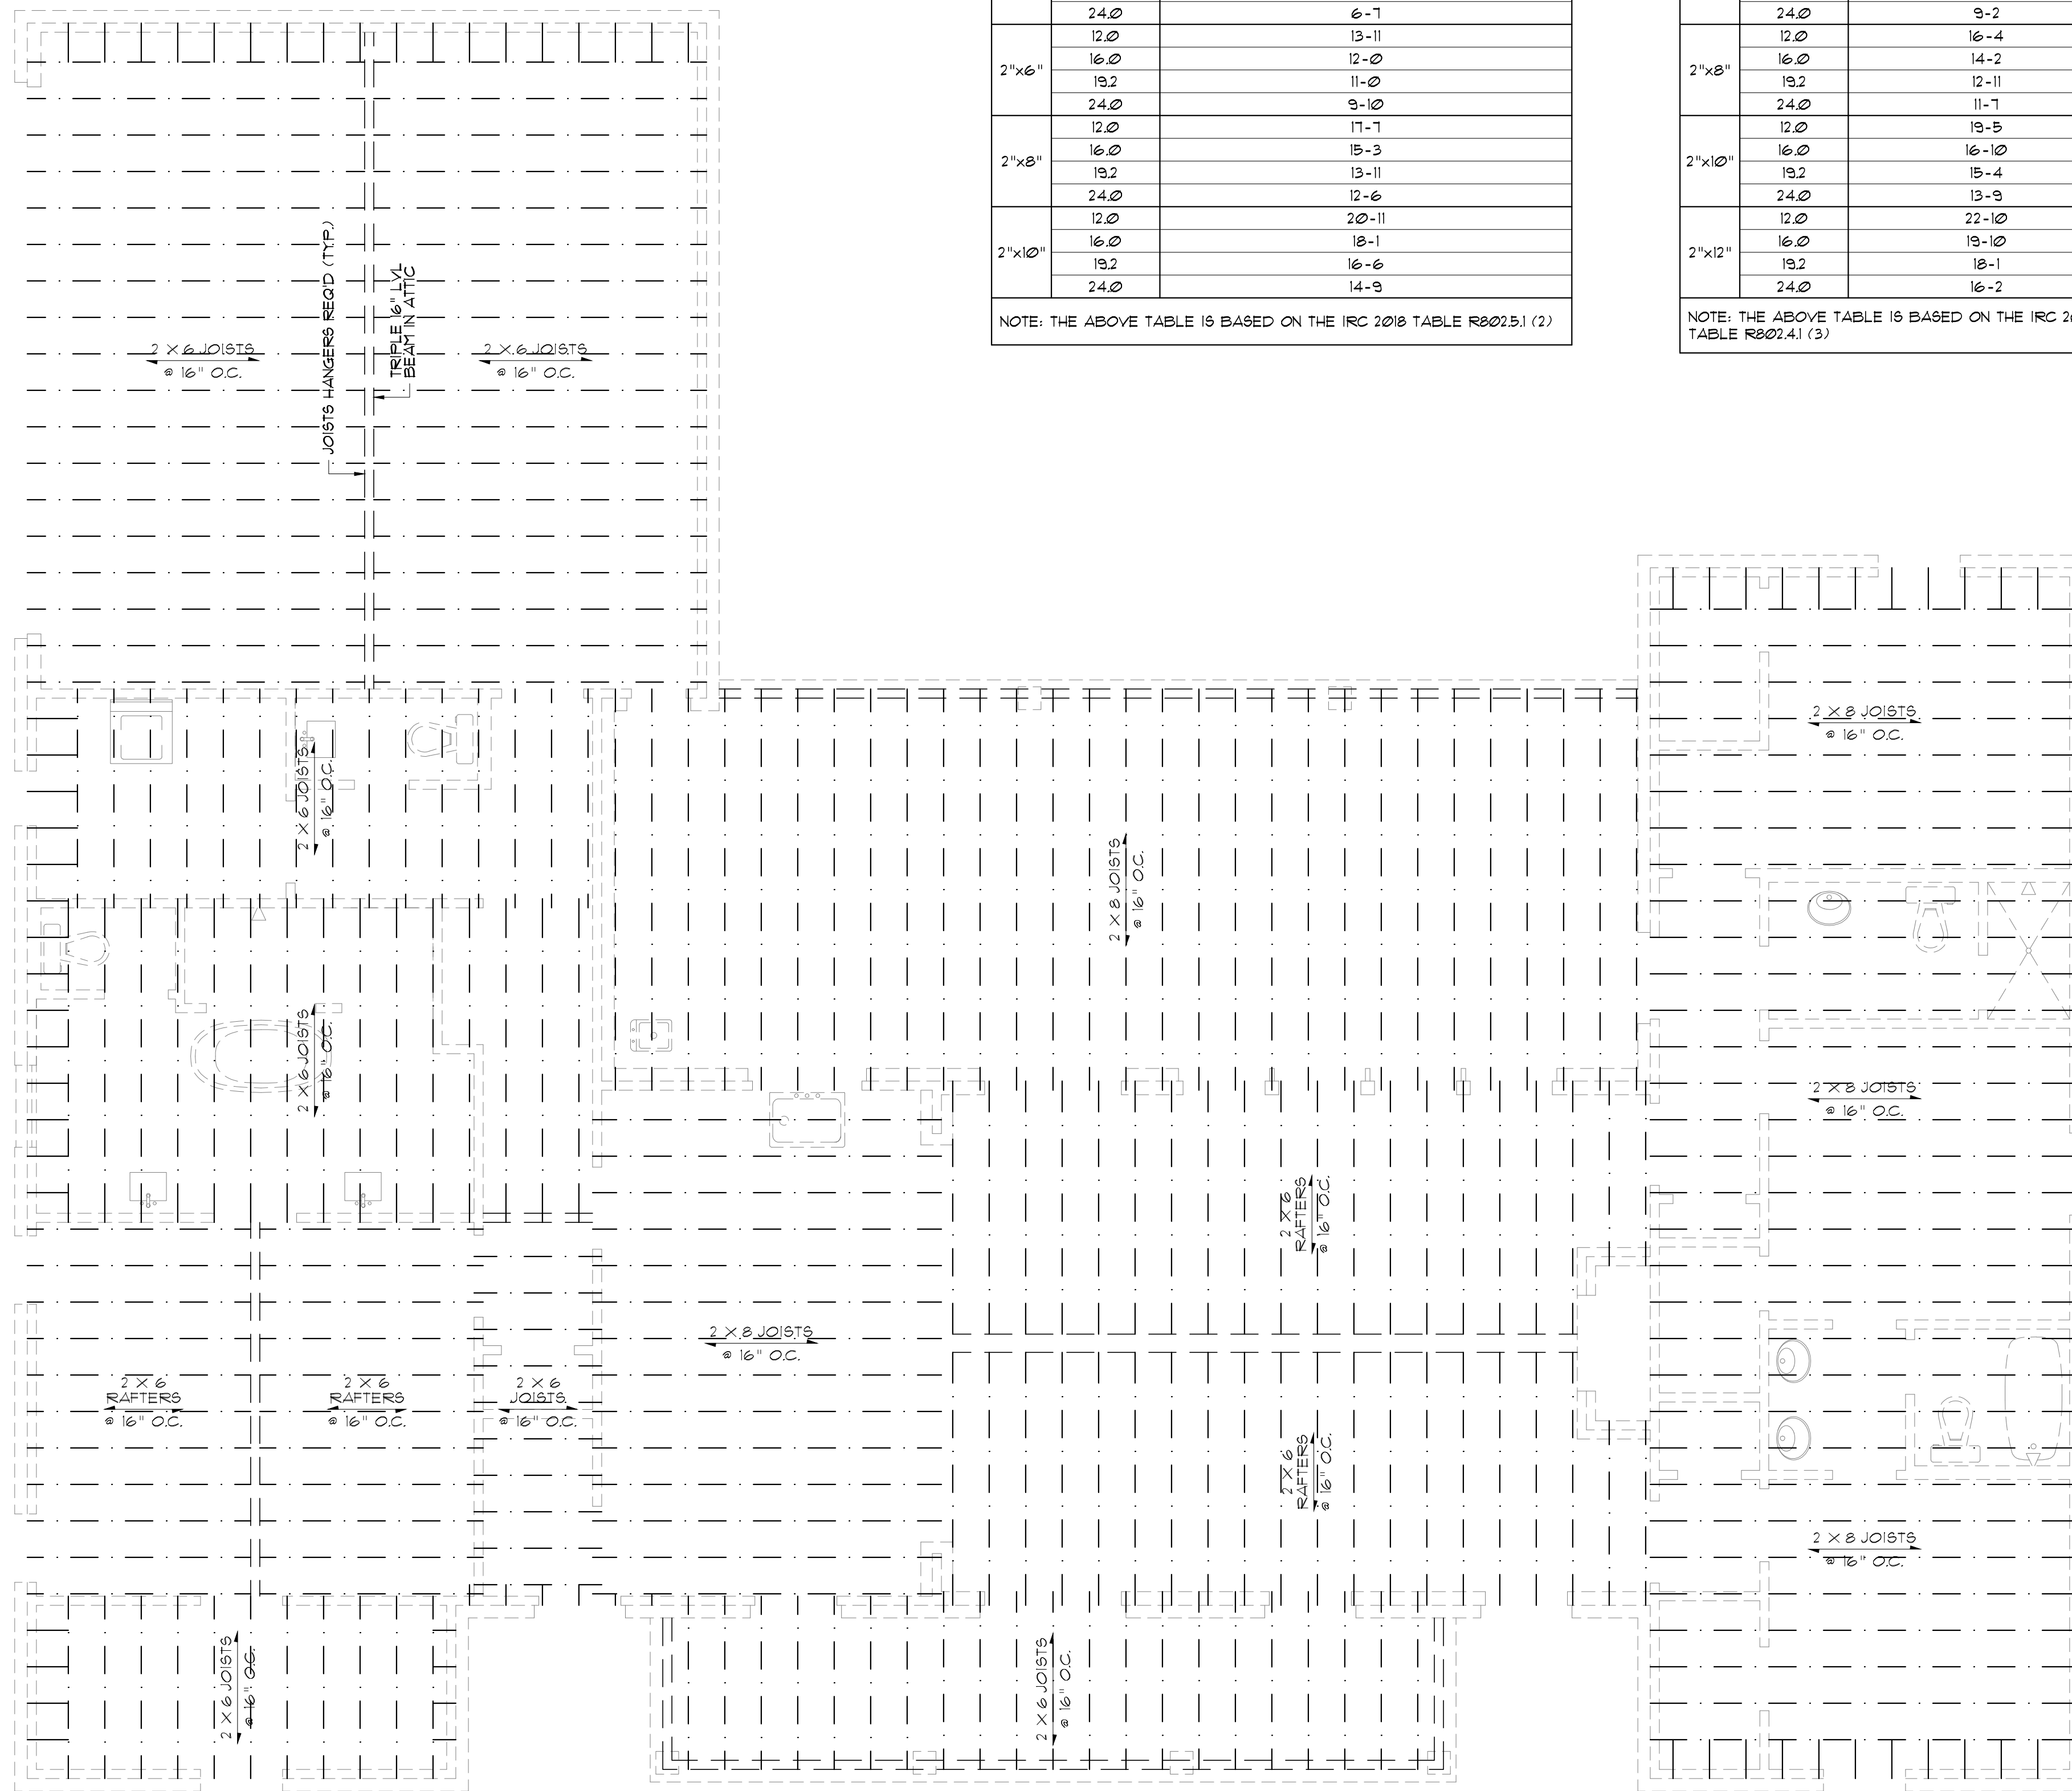 24.0 6-7
2"x6" 12.0 13-11
16.0 12-0
19.2 11-0
24.0 9-10
2"x8" 12.0 17-7
16.0 15-3
19.2 13-11
24.0 12-6
2"x10" 12.0 20-11
16.0 18-1
19.2 16-6
24.0 14-9
NOTE: THE ABOVE TABLE IS BASED ON THE IRC 2018 TABLE R802.5.1 (2)
24.0 9-2
2"x8" 12.0 16-4
16.0 14-2
19.2 12-11
24.0 11-7
2"x10" 12.0 19-5
16.0 16-10
19.2 15-4
24.0 13-9
2"x12" 12.0 22-10
16.0 19-10
19.2 18-1
24.0 16-2
NOTE: THE ABOVE TABLE IS BASED ON THE IRC
TABLE R802.4.1 (3)
2 X 6 JOISTS
@ 16" O.C.
JOISTS HANGERS REQ'D (TYP.)
TRIPLE 16" LVL
BEAM IN ATTIC
2 X 6 JOISTS
@ 16" O.C.
2 X 6 JOISTS
@ 16" O.C.
2 X 8 JOISTS
@ 16" O.C.
2 X 8 JOISTS
@ 16" O.C.
2 X 6 JOISTS
@ 16" O.C.
2 X 8 JOISTS
@ 16" O.C.
2 X 6
RAFTERS
@ 16" O.C.
2 X 8 JOISTS
@ 16" O.C.
2 X 6
RAFTERS
@ 16" O.C.
2 X 6
RAFTERS
@ 16" O.C.
2 X 6
JOISTS
@ 16" O.C.
2 X 6
RAFTERS
@ 16" O.C.
2 X 8 JOISTS
@ 16" O.C.
2 X 6 JOISTS
@ 16" O.C.
2 X 6 JOISTS
@ 16" O.C.